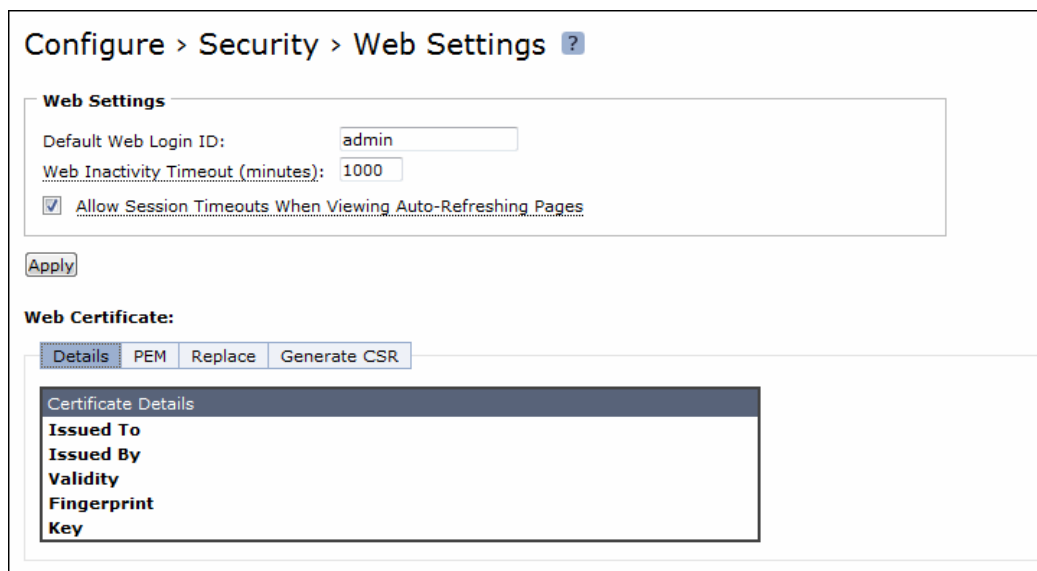 Configure > Security > Web Settings ?
Web Settings
Default Web Login ID: admin
Web Inactivity Timeout (minutes): 1000
Allow Session Timeouts When Viewing Auto-Refreshing Pages
Apply
Web Certificate:
Details PEM Replace Generate CSR
Certificate Details
Issued To
Issued By
Validity
Fingerprint
Key